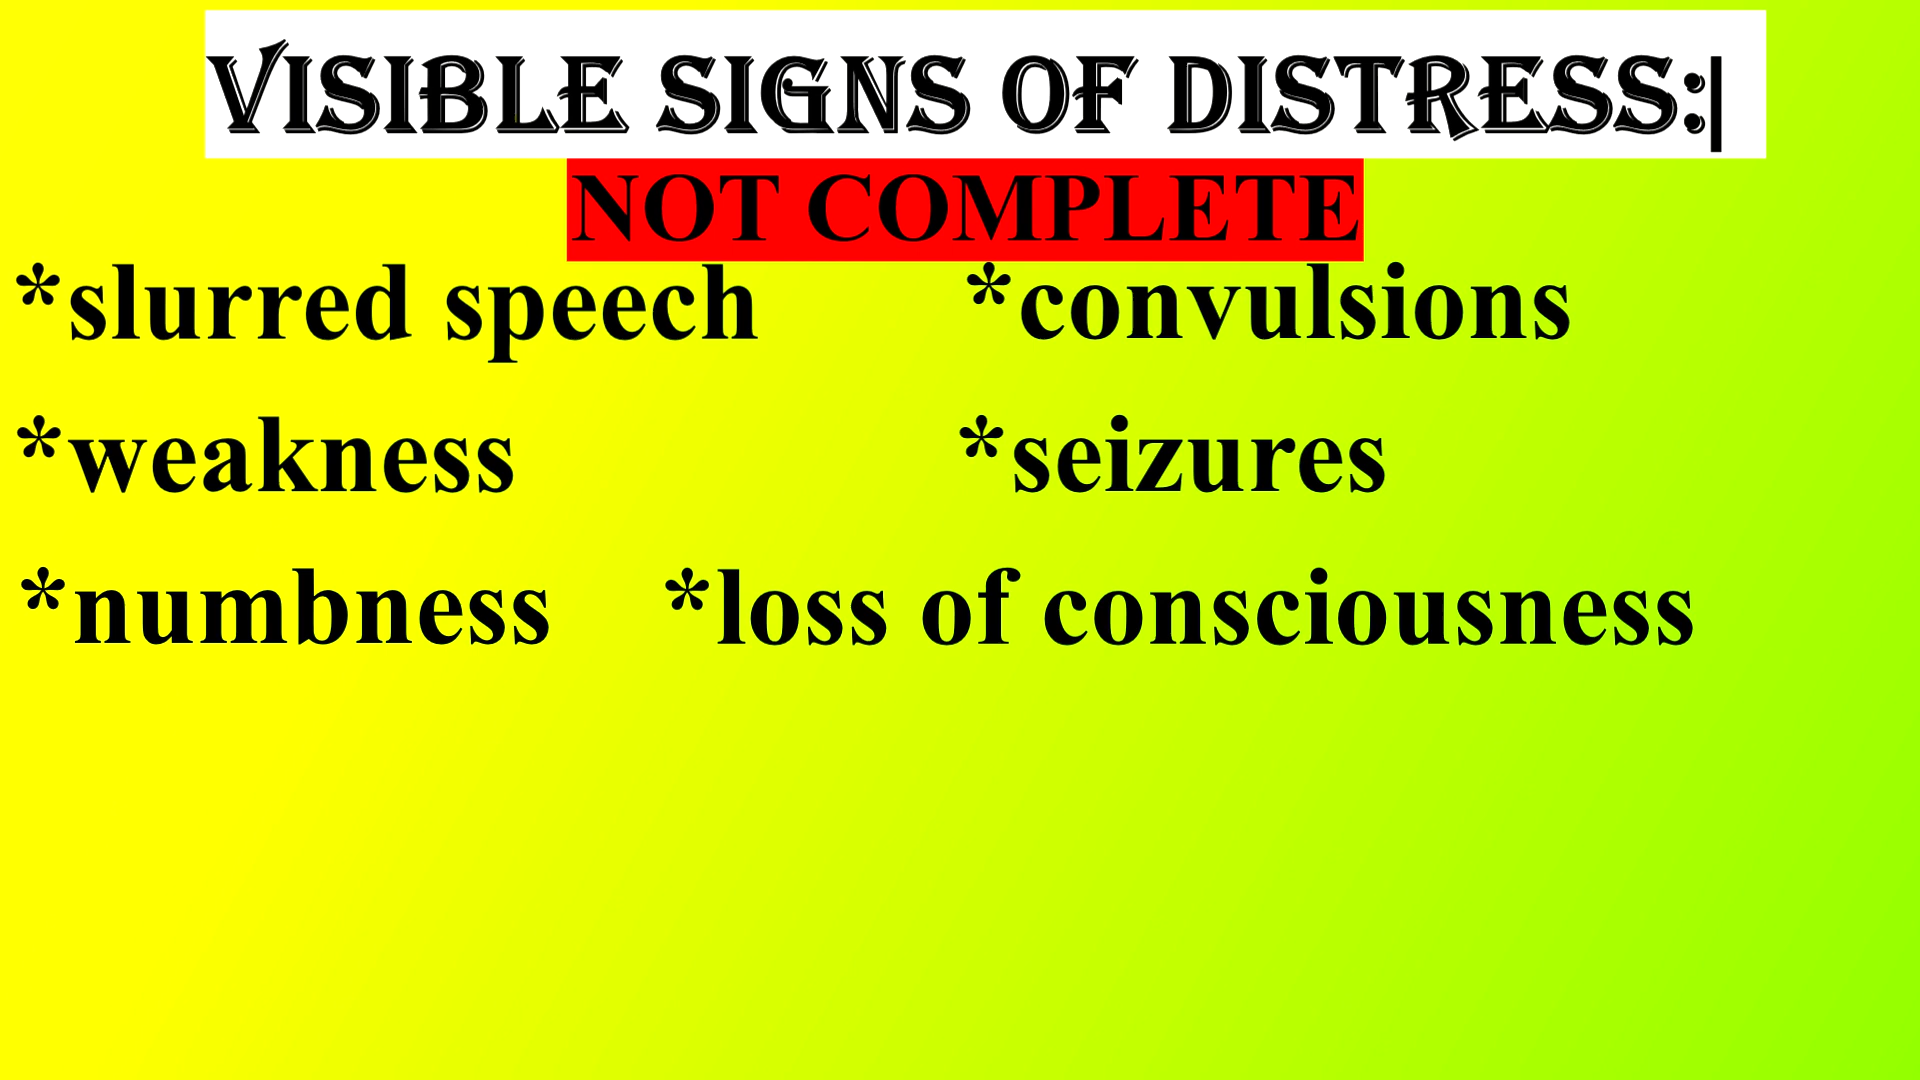 VISIBLE SIGNS OF DISTRESS:|
NOT COMPLETE
*slurred speech *convulsions
*weakness *seizures
*numbness *loss of consciousness